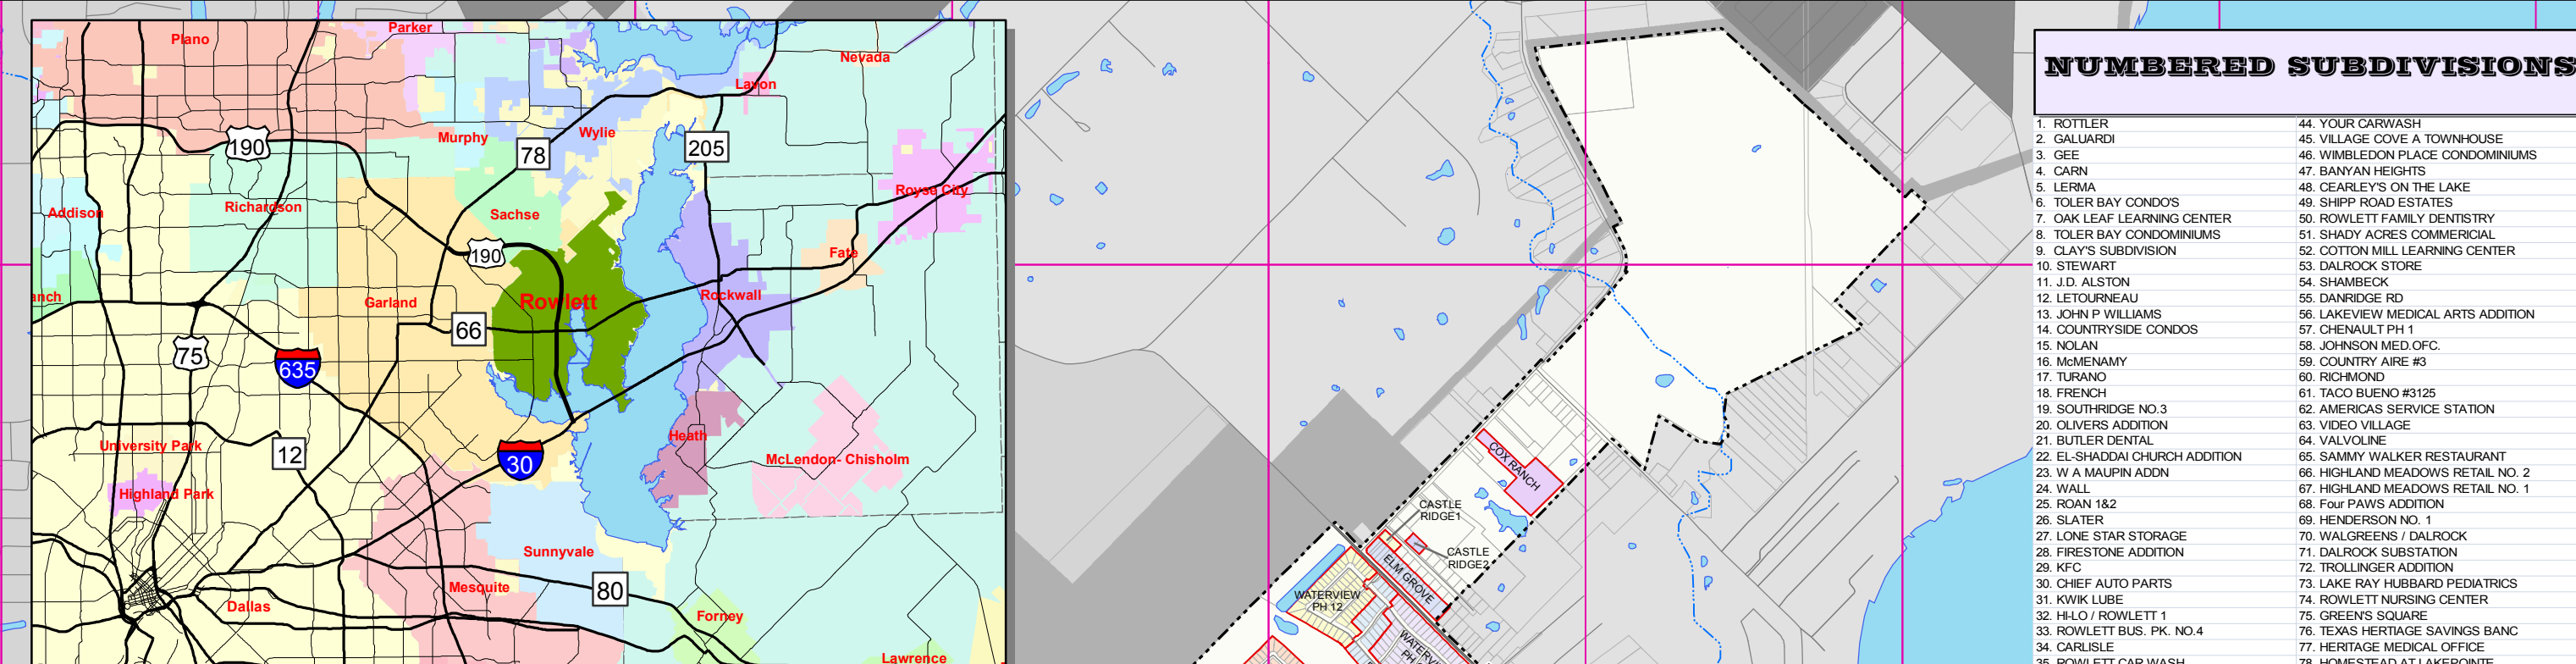 Plano
Parker
Nevada
Lavon
Murphy
Wylie
190
78
205
Royse City
Addison
Richardson
Sachse
190
Fate
anch
Garland
Rowlett
Rockwall
66
75
635
University Park
12
30
Heath
McLendon- Chisholm
Highland Park
Sunnyvale
80
Mesquite
Dallas
Forney
Lawrence
COX RANCH
CASTLE
RIDGE1
CASTLE
RIDGE2
ELM GROVE
WATERVIEW
PH 12
NUMBERED SUBDIVISIONS
1. ROTTLER
2. GALUARDI
3. GEE
4. CARN
5. LERMA
6. TOLER BAY CONDO'S
7. OAK LEAF LEARNING CENTER
8. TOLER BAY CONDOMINIUMS
9. CLAY'S SUBDIVISION
10. STEWART
11. J.D. ALSTON
12. LETOURNEAU
13. JOHN P WILLIAMS
14. COUNTRYSIDE CONDOS
15. NOLAN
16. McMENAMY
17. TURANO
18. FRENCH
19. SOUTHRIDGE NO.3
20. OLIVERS ADDITION
21. BUTLER DENTAL
22. EL-SHADDAI CHURCH ADDITION
23. W A MAUPIN ADDN
24. WALL
25. ROAN 1&2
26. SLATER
27. LONE STAR STORAGE
28. FIRESTONE ADDITION
29. KFC
30. CHIEF AUTO PARTS
31. KWIK LUBE
32. HI-LO / ROWLETT 1
33. ROWLETT BUS. PK. NO.4
34. CARLISLE
35. ROWLETT CAR WASH
44. YOUR CARWASH
45. VILLAGE COVE A TOWNHOUSE
46. WIMBLEDON PLACE CONDOMINIUMS
47. BANYAN HEIGHTS
48. CEARLEY'S ON THE LAKE
49. SHIPP ROAD ESTATES
50. ROWLETT FAMILY DENTISTRY
51. SHADY ACRES COMMERICIAL
52. COTTON MILL LEARNING CENTER
53. DALROCK STORE
54. SHAMBECK
55. DANRIDGE RD
56. LAKEVIEW MEDICAL ARTS ADDITION
57. CHENAULT PH 1
58. JOHNSON MED.OFC.
59. COUNTRY AIRE #3
60. RICHMOND
61. TACO BUENO #3125
62. AMERICAS SERVICE STATION
63. VIDEO VILLAGE
64. VALVOLINE
65. SAMMY WALKER RESTAURANT
66. HIGHLAND MEADOWS RETAIL NO. 2
67. HIGHLAND MEADOWS RETAIL NO. 1
68. Four PAWS ADDITION
69. HENDERSON NO. 1
70. WALGREENS / DALROCK
71. DALROCK SUBSTATION
72. TROLLINGER ADDITION
73. LAKE RAY HUBBARD PEDIATRICS
74. ROWLETT NURSING CENTER
75. GREEN'S SQUARE
76. TEXAS HERTIAGE SAVINGS BANC
77. HERITAGE MEDICAL OFFICE
78. HOMESTEAD AT LAKEPOINTE